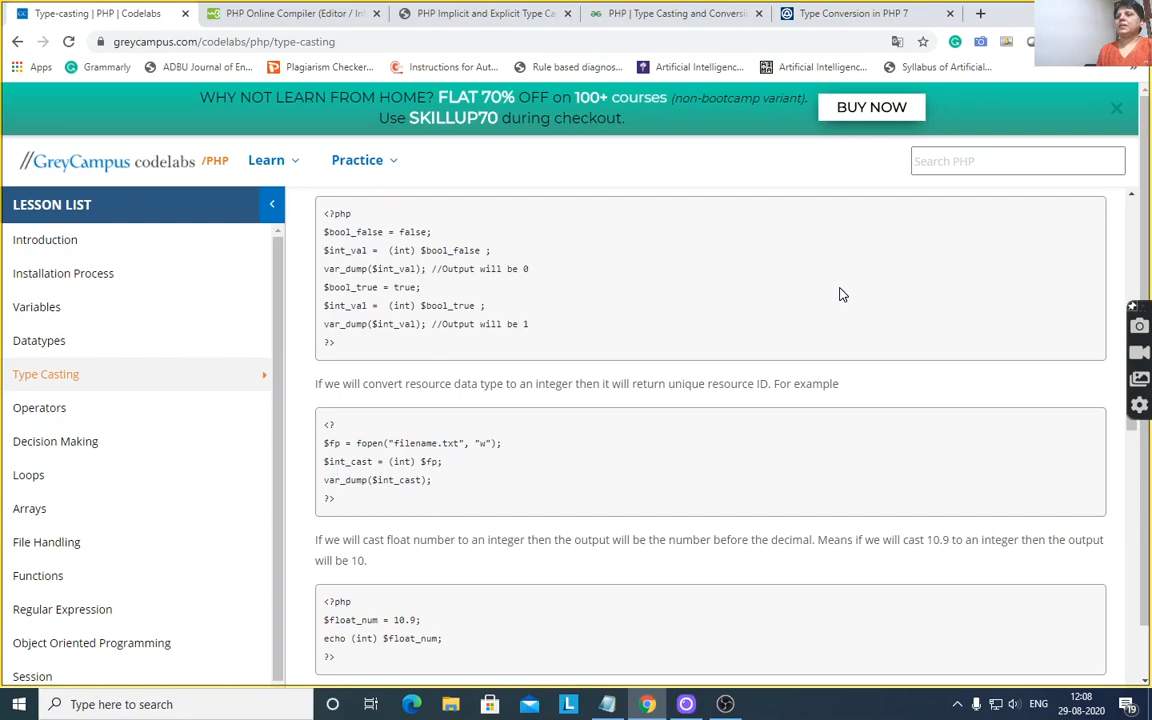 Type-casting | PHP | Codelabs
PHP Online Compiler (Editor / Int
PHP Implicit and Explicit Type Ca
PHP | Type Casting and Conversi
Type Conversion in PHP 7
greycampus.com/codelabs/php/type-casting
Apps
Grammarly
ADBU Journal of En...
Plagiarism Checker...
Instructions for Aut...
Rule based diagnos...
Artificial Intelligenc...
Artificial Intelligenc...
Syllabus of Artificial...
WHY NOT LEARN FROM HOME? FLAT 70% OFF on 100+ courses (non-bootcamp variant).
Use SKILLUP70 during checkout.
BUY NOW
//GreyCampus codelabs /PHP
Learn
Practice
Search PHP
LESSON LIST
Introduction
Installation Process
Variables
Datatypes
Type Casting
Operators
Decision Making
Loops
Arrays
File Handling
Functions
Regular Expression
Object Oriented Programming
Session
<?php
$bool_false = false;
$int_val =  (int) $bool_false ;
var_dump($int_val); //Output will be 0
$bool_true = true;
$int_val =  (int) $bool_true ;
var_dump($int_val); //Output will be 1
?>
If we will convert resource data type to an integer then it will return unique resource ID. For example
<?
$fp = fopen("filename.txt", "w");
$int_cast = (int) $fp;
var_dump($int_cast);
?>
If we will cast float number to an integer then the output will be the number before the decimal. Means if we will cast 10.9 to an integer then the output
will be 10.
<?php
$float_num = 10.9;
echo (int) $float_num;
?>
Type here to search
ENG
12:08
29-08-2020
19